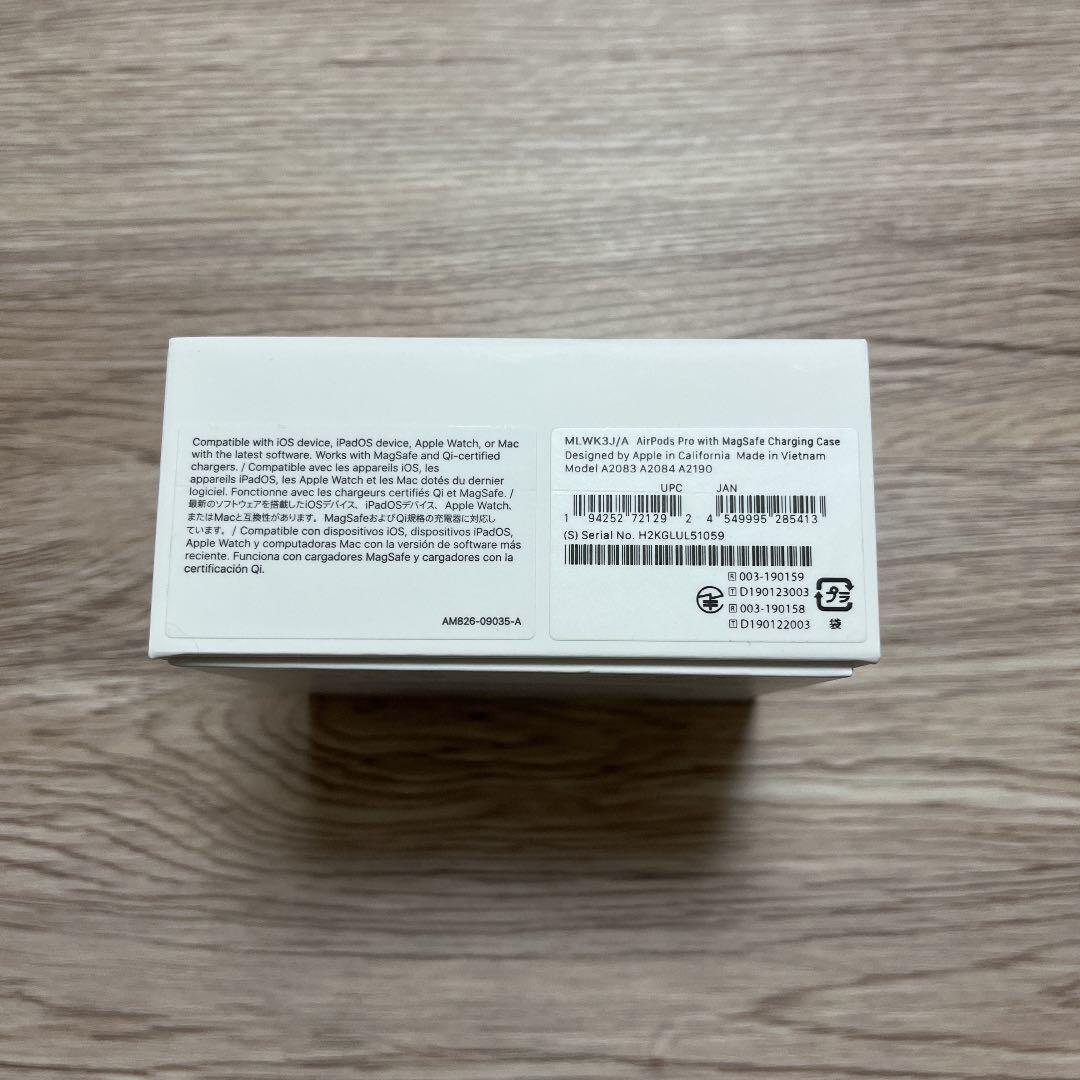 Compatible with iOS device, iPadOS device, Apple Watch, or Mac
with the latest software. Works with MagSafe and Qi-certified
chargers. / Compatible avec les appareils iOS, les
appareils iPadOS, les Apple Watch et les Mac dotés du dernier
logiciel. Fonctionne avec les chargeurs certifiés Qi et MagSafe. /
最新のソフトウェアを搭載したiOSデバイス、iPadOSデバイス、Apple Watch、
またはMacと互換性があります。MagSafeおよびQi規格の充電器に対応し
ています。/ Compatible con dispositivos iOS, dispositivos iPadOS,
Apple Watch y computadoras Mac con la versión de software más
reciente. Funciona con cargadores MagSafe y cargadores con la
certificación Qi.
AM826-09035-A
MLWK3J/A AirPods Pro with MagSafe Charging Case
Designed by Apple in California Made in Vietnam
Model A2083 A2084 A2190
UPC JAN
1 94252 72129 2 4 549995 285413
(S) Serial No. H2KGLUL51059
R 003-190159
T D190123003
R 003-190158
T D190122003
プラ
袋